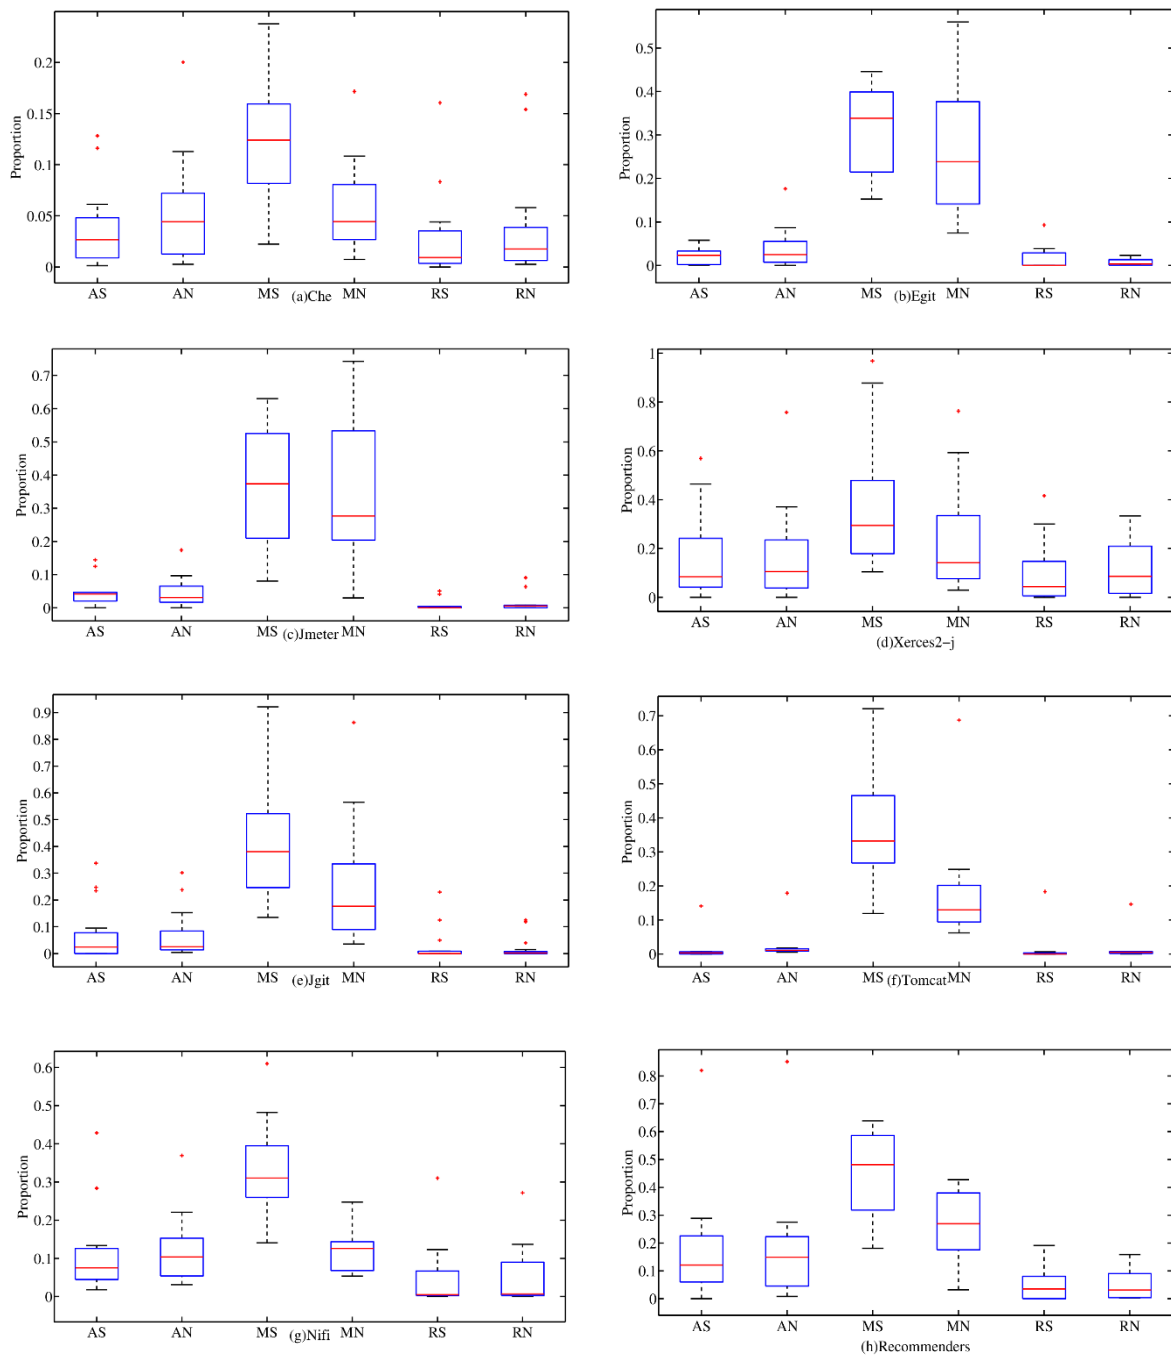 0.2
0.15
0.1
0.05
0
Proportion
AS AN MS MN RS RN
(a)Che
0.5
0.4
0.3
0.2
0.1
0
Proportion
AS AN MS MN RS RN
(b)Egit
0.7
0.6
0.5
0.4
0.3
0.2
0.1
0
Proportion
AS AN MS MN RS RN
(c)Jmeter
1
0.8
0.6
0.4
0.2
0
Proportion
AS AN MS MN RS RN
(d)Xerces2-j
0.9
0.8
0.7
0.6
0.5
0.4
0.3
0.2
0.1
0
Proportion
AS AN MS MN RS RN
(e)Jgit
0.7
0.6
0.5
0.4
0.3
0.2
0.1
0
Proportion
AS AN MS MN RS RN
(f)Tomcat
0.6
0.5
0.4
0.3
0.2
0.1
0
Proportion
AS AN MS MN RS RN
(g)Nifi
0.8
0.7
0.6
0.5
0.4
0.3
0.2
0.1
0
Proportion
AS AN MS MN RS RN
(h)Recommenders